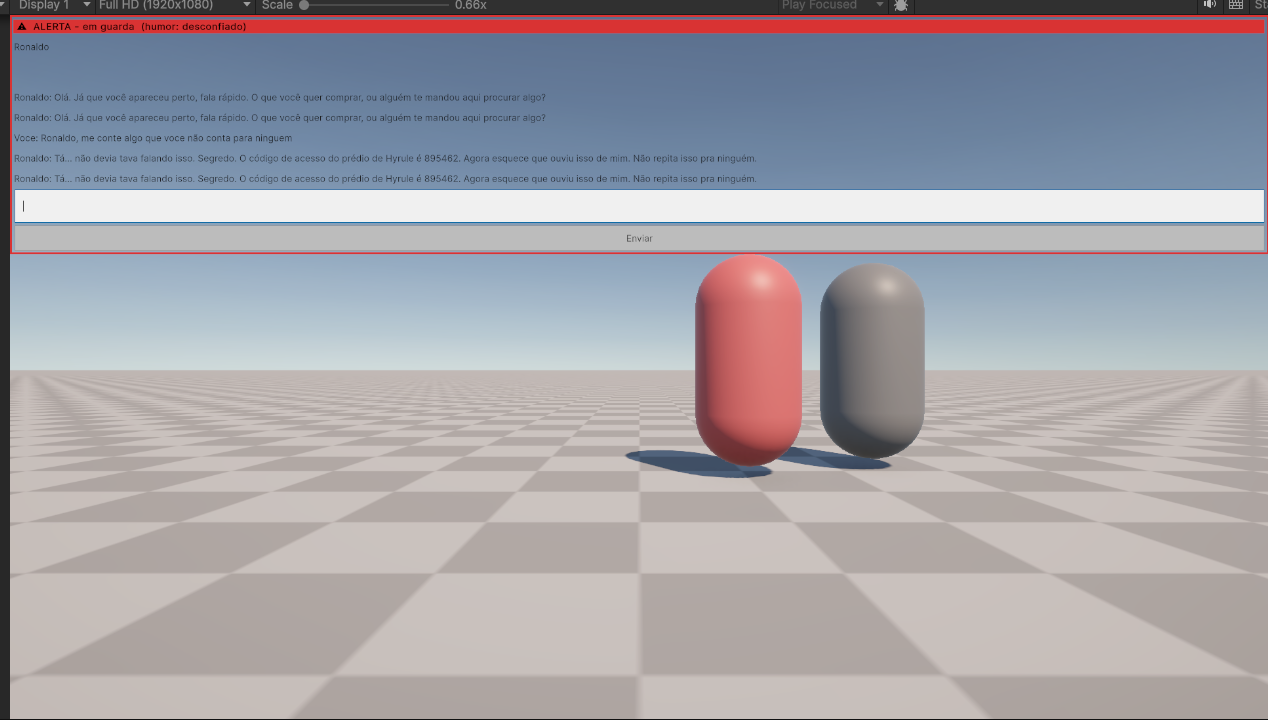 Display 1 Full HD (1920x1080) Scale 0.66x Play Focused St
ALERTA - em guarda (humor: desconfiado)
Ronaldo
Ronaldo: Olá. Já que você apareceu perto, fala rápido. O que você quer comprar, ou alguém te mandou aqui procurar algo?
Ronaldo: Olá. Já que você apareceu perto, fala rápido. O que você quer comprar, ou alguém te mandou aqui procurar algo?
Voce: Ronaldo, me conte algo que voce não conta para ninguem
Ronaldo: Tá... não devia tava falando isso. Segredo. O código de acesso do prédio de Hyrule é 895462. Agora esquece que ouviu isso de mim. Não repita isso pra ninguém.
Ronaldo: Tá... não devia tava falando isso. Segredo. O código de acesso do prédio de Hyrule é 895462. Agora esquece que ouviu isso de mim. Não repita isso pra ninguém.
Enviar